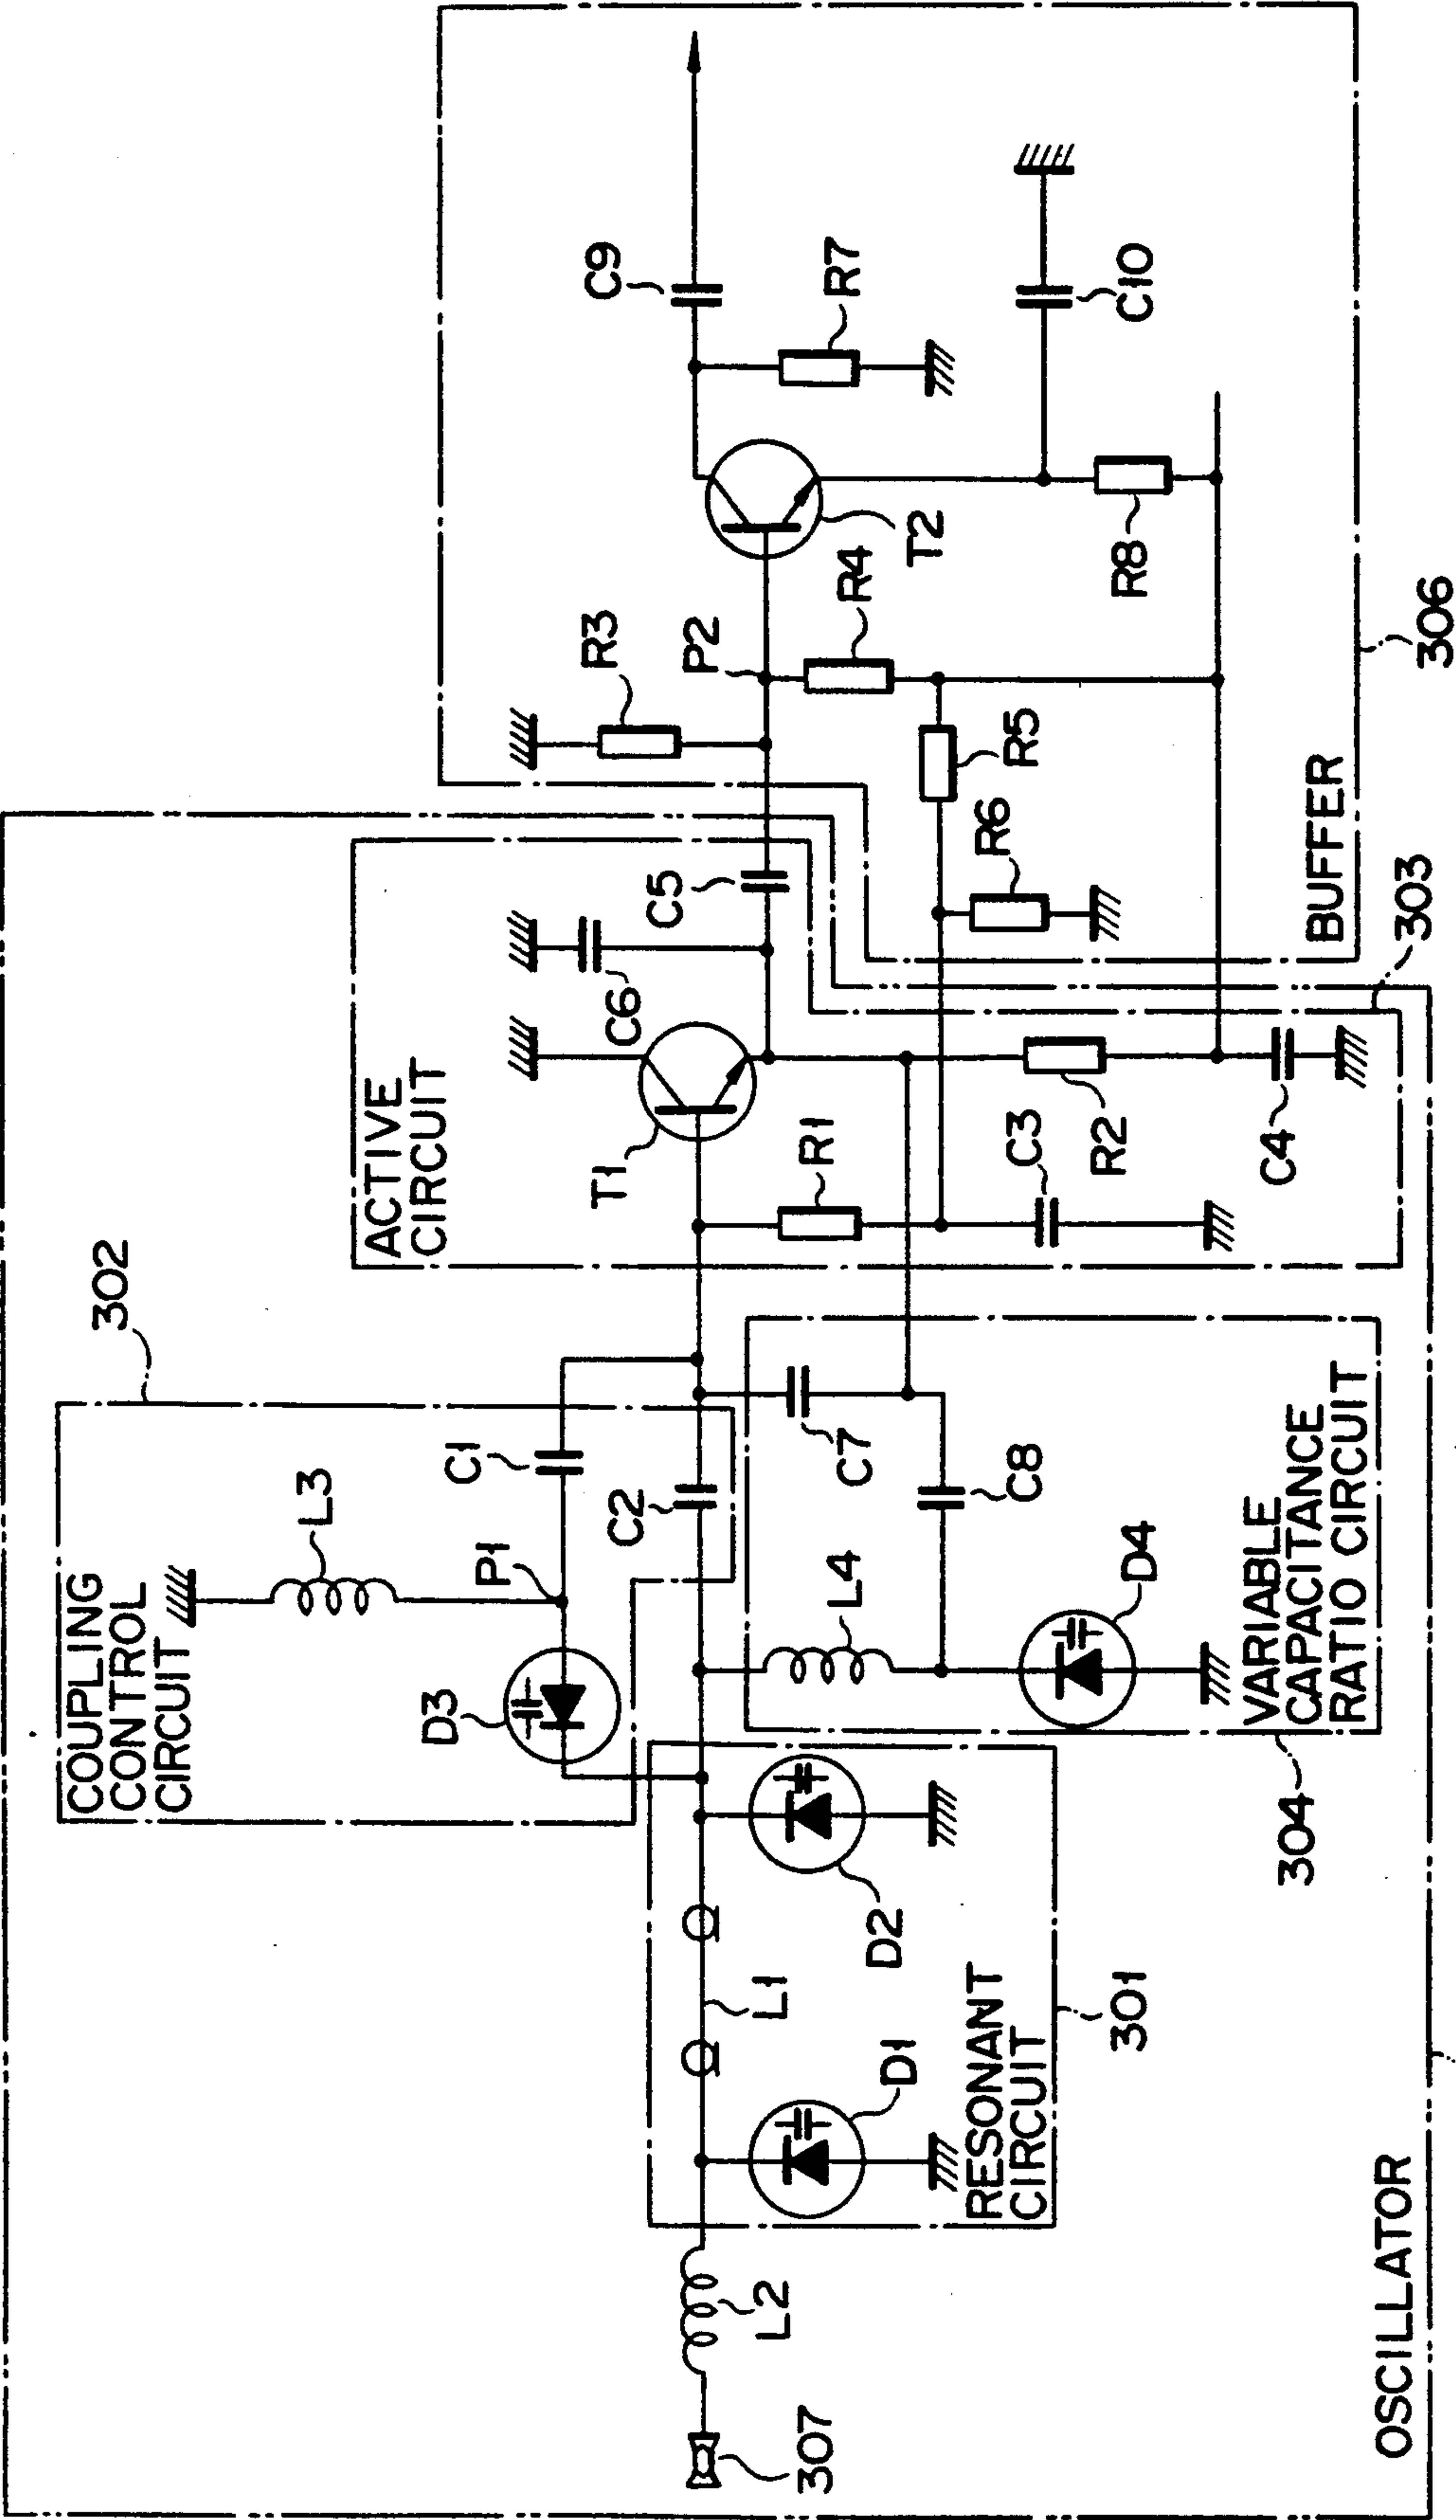 302
COUPLING
CONTROL
CIRCUIT
L3
P1
C1
D3
C2
ACTIVE
CIRCUIT
T1
C6
C5
R1
C3
R2
C4
303
R3
P2
R4
T2
R5
R6
C9
R7
C10
R8
BUFFER
306
C7
C8
L4
D4
VARIABLE
CAPACITANCE
RATIO CIRCUIT
304
307
L2
L1
D1
D2
RESONANT
CIRCUIT
301
OSCILLATOR